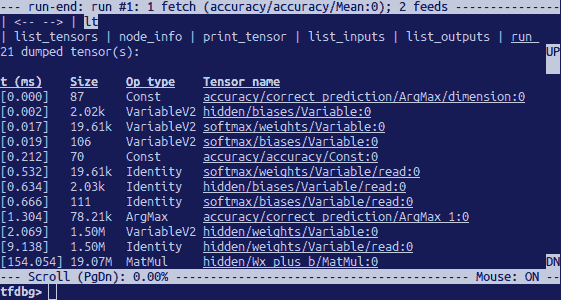 --- run-end: run #1: 1 fetch (accuracy/accuracy/Mean:0); 2 feeds ------
| <-- --> | lt
| list_tensors | node_info | print_tensor | list_inputs | list_outputs | run_
21 dumped tensor(s): UP
t (ms) Size Op type Tensor name
[0.000] 87 Const accuracy/correct_prediction/ArgMax/dimension:0
[0.002] 2.02k VariableV2 hidden/biases/Variable:0
[0.017] 19.61k VariableV2 softmax/weights/Variable:0
[0.019] 106 VariableV2 softmax/biases/Variable:0
[0.212] 70 Const accuracy/accuracy/Const:0
[0.532] 19.61k Identity softmax/weights/Variable/read:0
[0.634] 2.03k Identity hidden/biases/Variable/read:0
[0.666] 111 Identity softmax/biases/Variable/read:0
[1.304] 78.21k ArgMax accuracy/correct_prediction/ArgMax_1:0
[2.069] 1.50M VariableV2 hidden/weights/Variable:0
[9.138] 1.50M Identity hidden/weights/Variable/read:0
[154.054] 19.07M MatMul hidden/Wx_plus_b/MatMul:0 DN
--- Scroll (PgDn): 0.00% -------------------------------- Mouse: ON --
tfdbg>